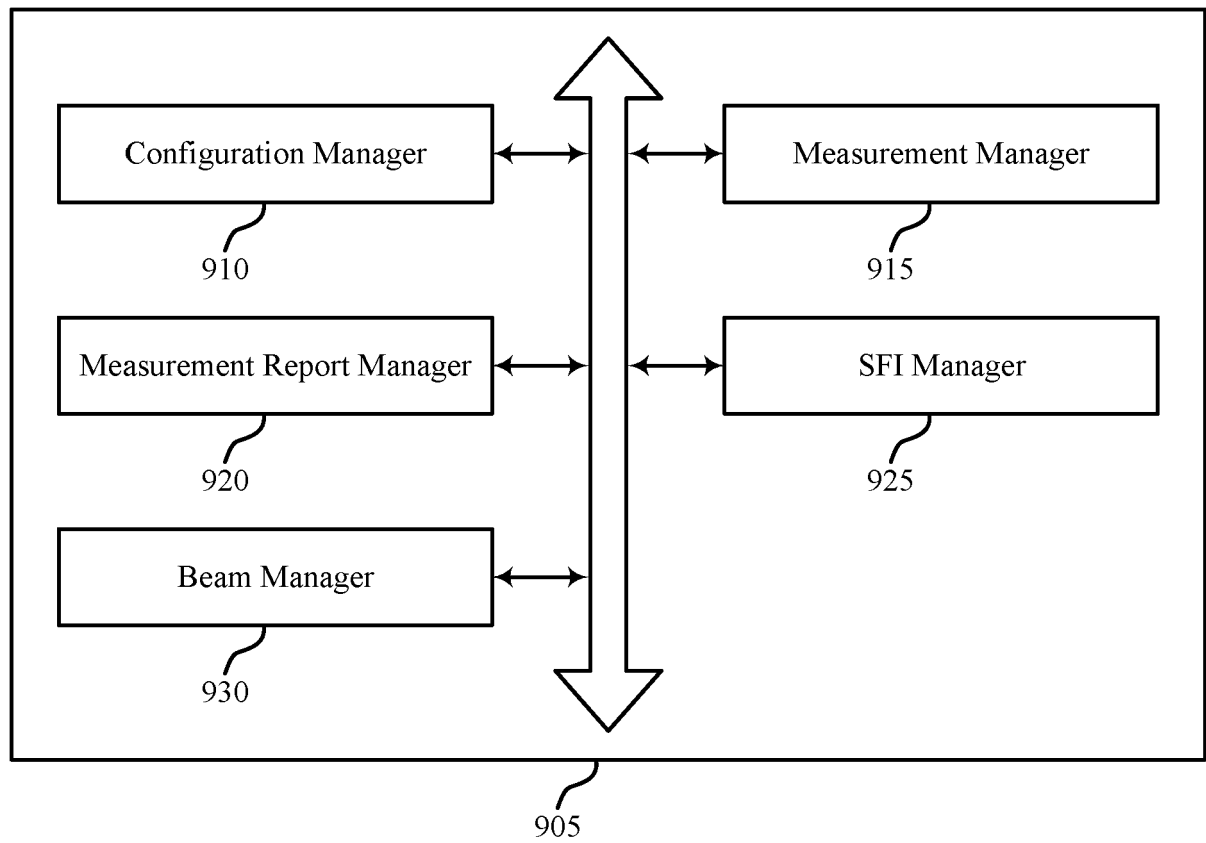 Configuration Manager
910
Measurement Manager
915
Measurement Report Manager
920
SFI Manager
925
Beam Manager
930
905